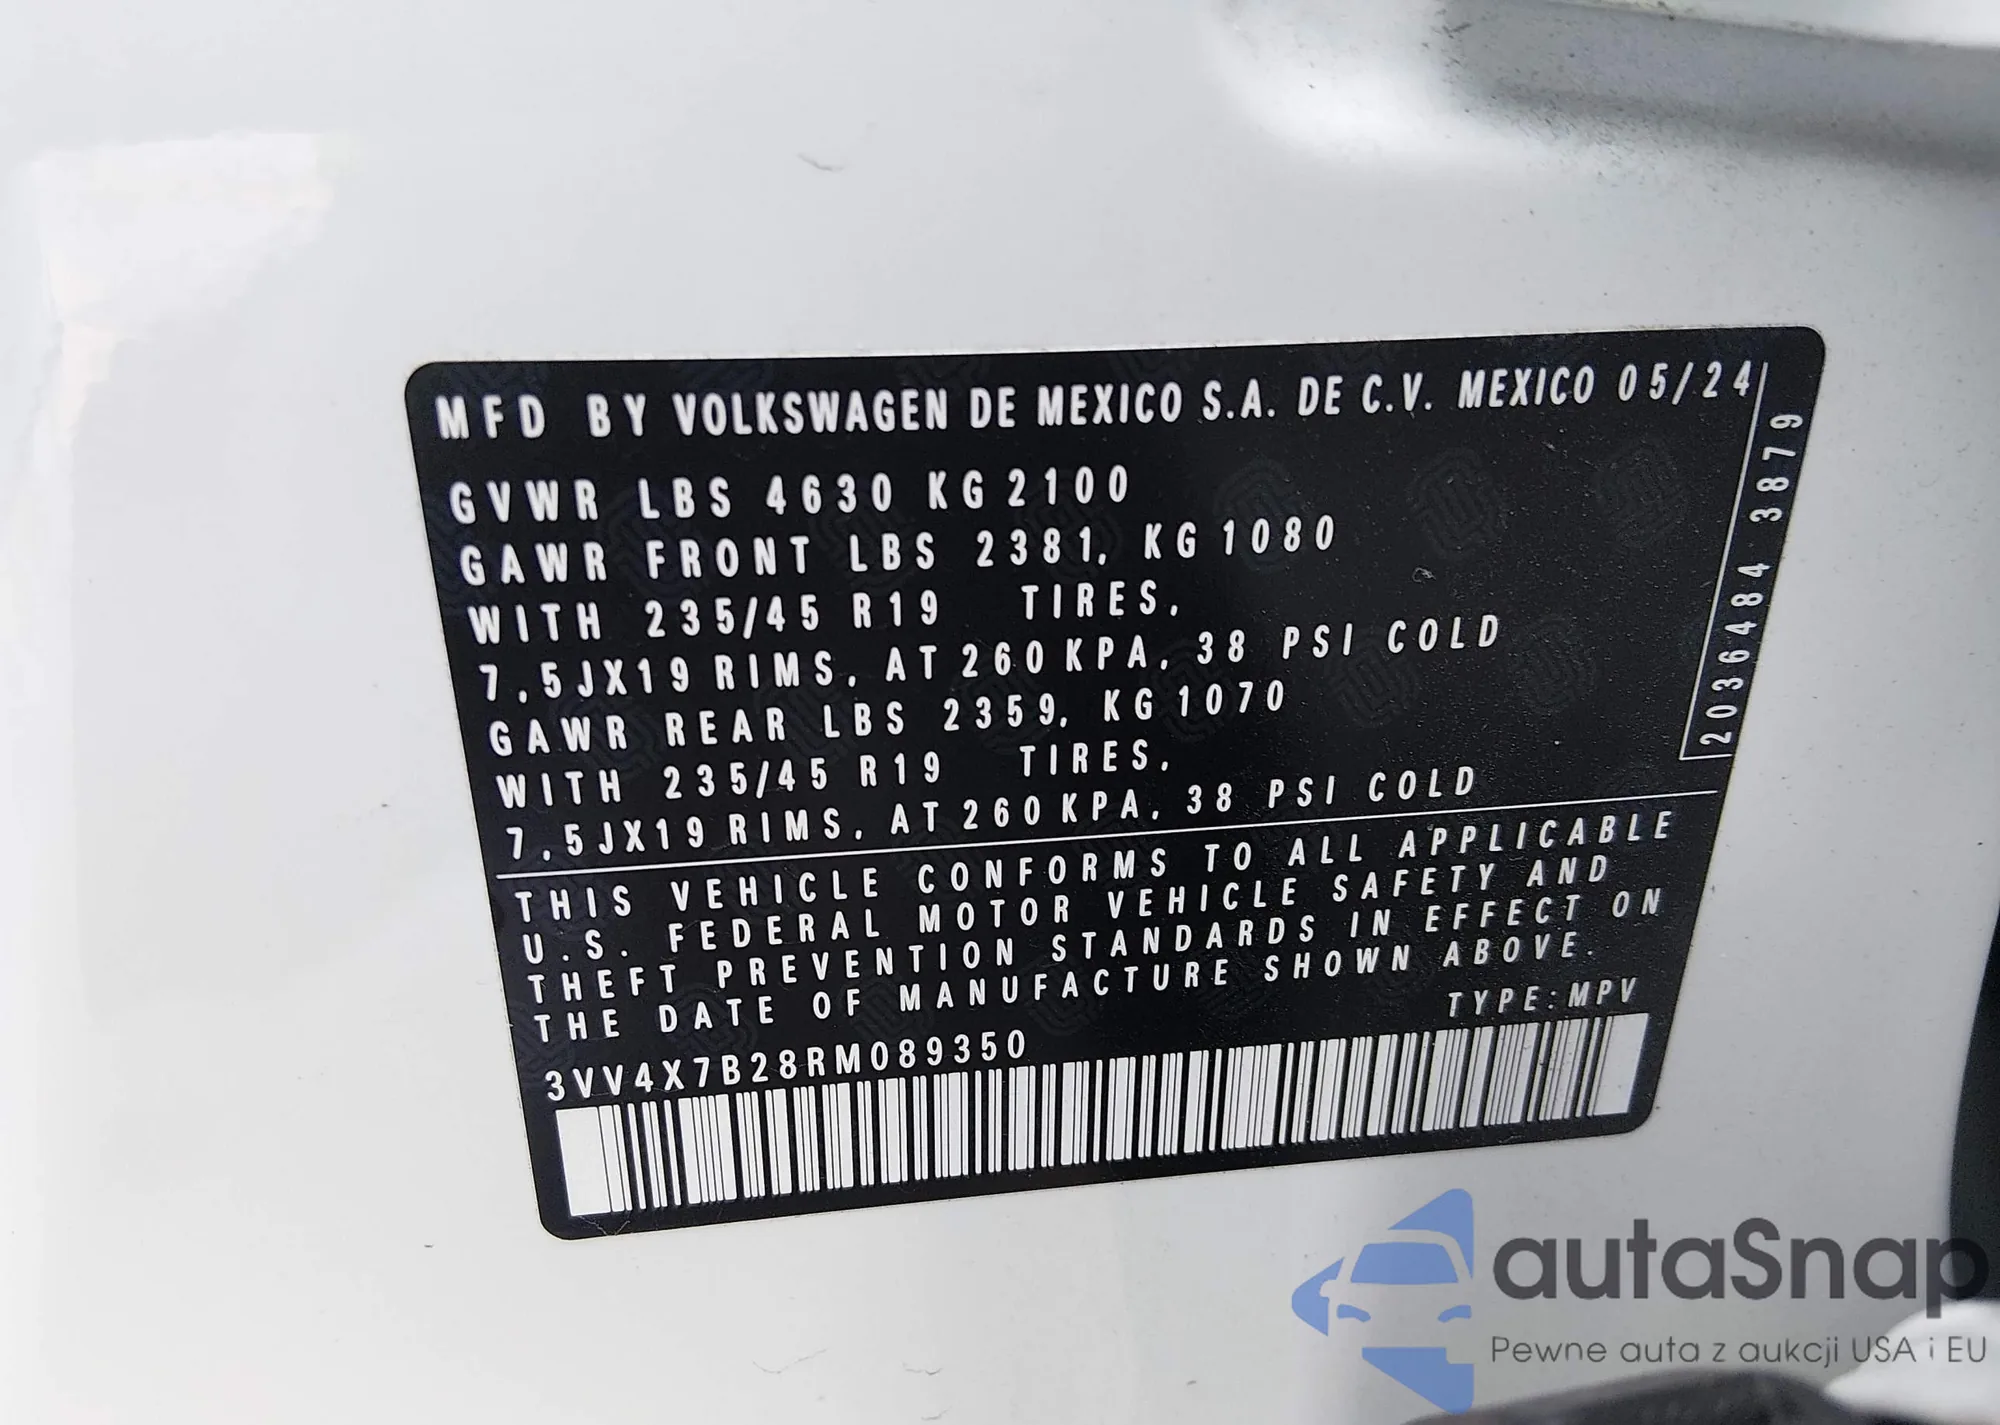 MFD BY VOLKSWAGEN DE MEXICO S.A. DE C.V. MEXICO 05/24
GVWR LBS 4630 KG 2100
GAWR FRONT LBS 2381, KG 1080
WITH 235/45 R19 TIRES,
7,5JX19 RIMS, AT 260 KPA, 38 PSI COLD
GAWR REAR LBS 2359, KG 1070
WITH 235/45 R19 TIRES,
7,5JX19 RIMS, AT 260 KPA, 38 PSI COLD
2036484 3879
THIS VEHICLE CONFORMS TO ALL APPLICABLE
U.S. FEDERAL MOTOR VEHICLE SAFETY AND
THEFT PREVENTION STANDARDS IN EFFECT ON
THE DATE OF MANUFACTURE SHOWN ABOVE.
TYPE:MPV
3VV4X7B28RM089350
autaSnap
Pewne auta z aukcji USA i EU